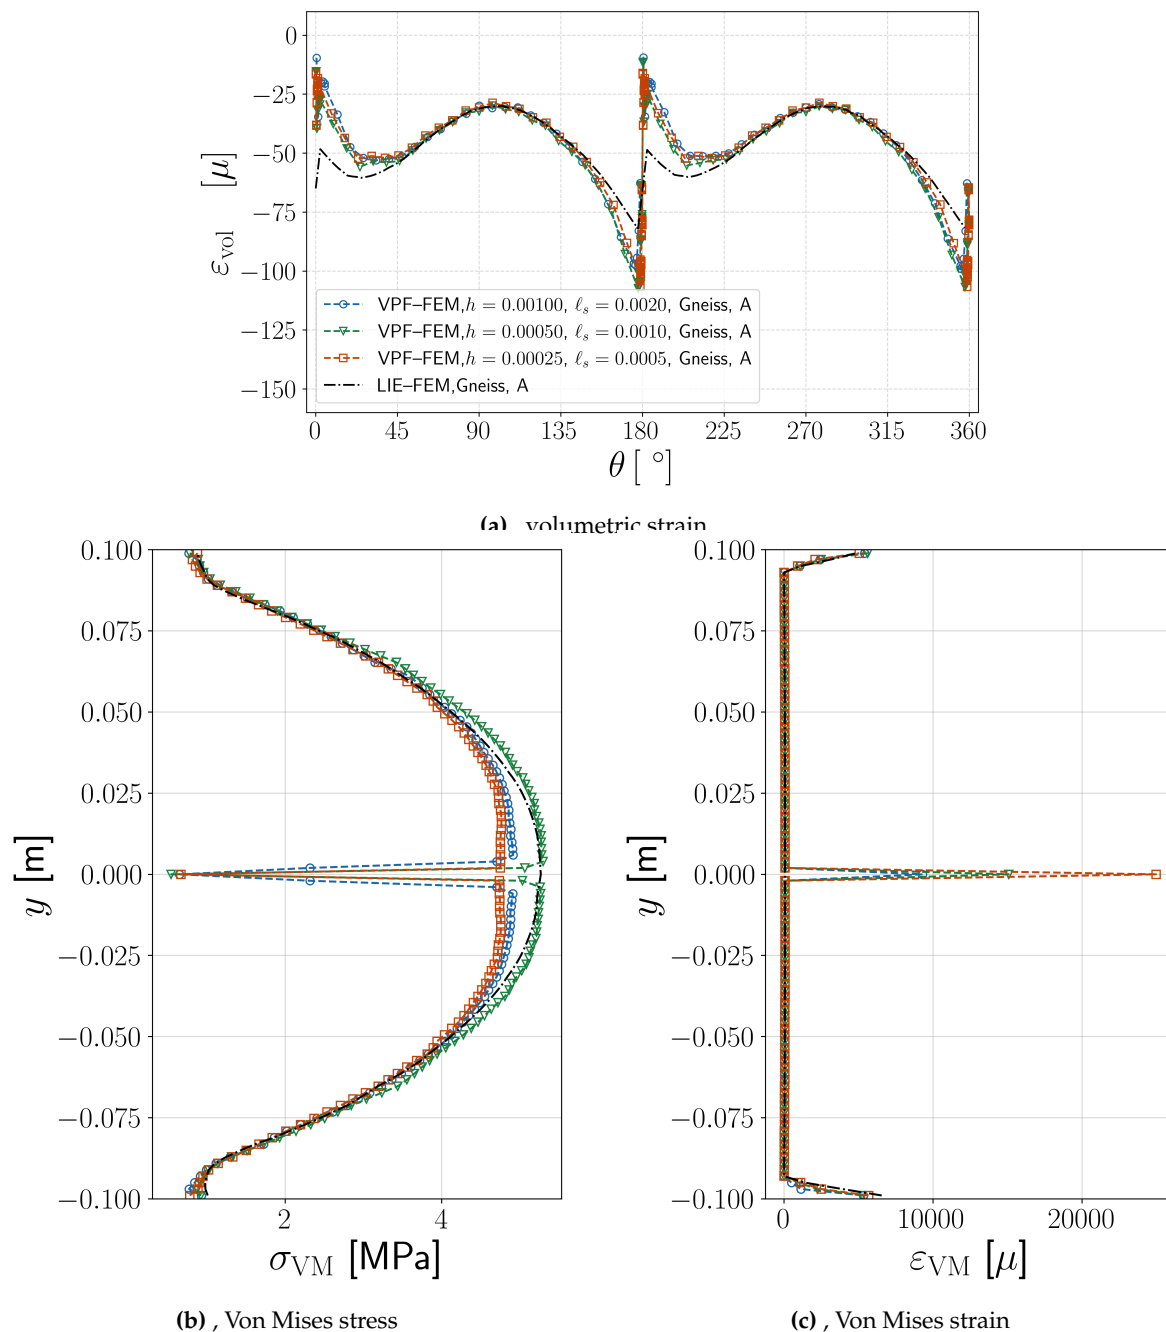 0
−25
−50
−75
−100
−125
−150
ε_vol [μ]
VPF–FEM,h = 0.00100, ℓ_s = 0.0020, Gneiss, A
VPF–FEM,h = 0.00050, ℓ_s = 0.0010, Gneiss, A
VPF–FEM,h = 0.00025, ℓ_s = 0.0005, Gneiss, A
LIE–FEM,Gneiss, A
0 45 90 135 180 225 270 315 360
θ [ °]
(a) , volumetric strain
0.100
0.075
0.050
0.025
0.000
−0.025
−0.050
−0.075
−0.100
y [m]
2 4
σ_VM [MPa]
(b) , Von Mises stress
0.100
0.075
0.050
0.025
0.000
−0.025
−0.050
−0.075
−0.100
y [m]
0 10000 20000
ε_VM [μ]
(c) , Von Mises strain